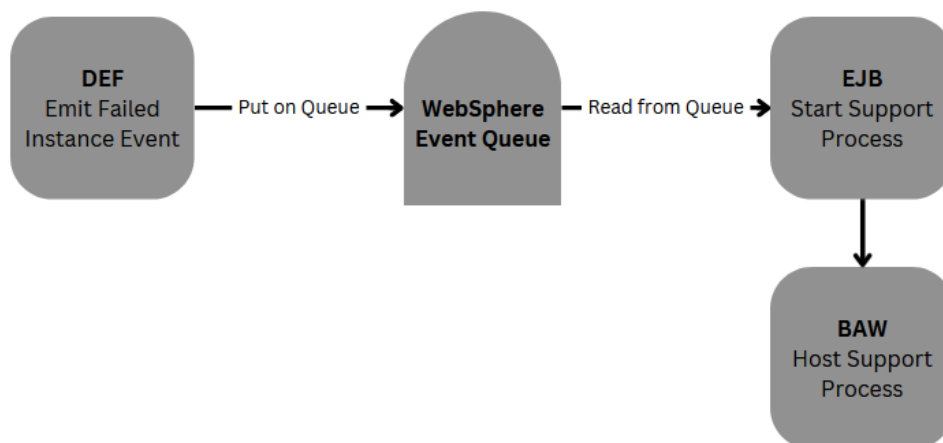 DEF
Emit Failed
Instance Event
Put on Queue
WebSphere
Event Queue
Read from Queue
EJB
Start Support
Process
BAW
Host Support
Process